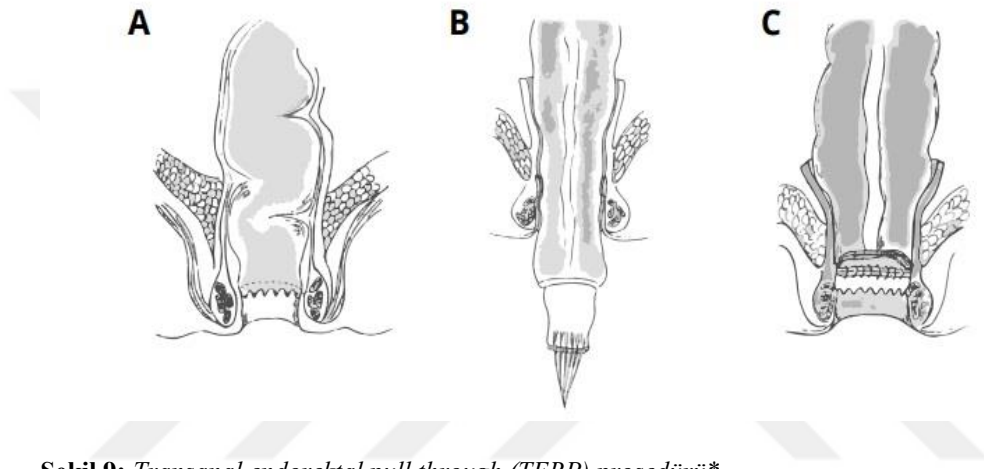 A B C
Şekil 9: Transanal endorektal pull through (TERP) prosedürü*